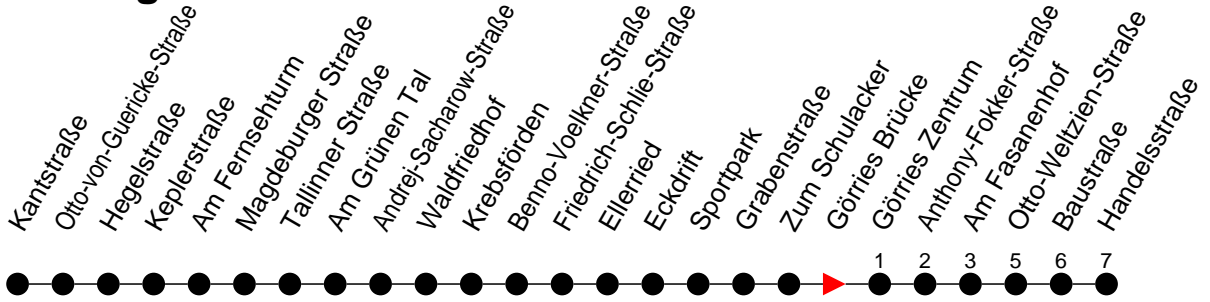 Kantstraße
Otto-von-Guericke-Straße
Hegelstraße
Keplerstraße
Am Fernsehturm
Magdeburger Straße
Tallinner Straße
Am Grünen Tal
Andrej-Sacharow-Straße
Waldfriedhof
Krebsförden
Benno-Voelkner-Straße
Friedrich-Schlie-Straße
Ellerried
Eckdrift
Sportpark
Grabenstraße
Zum Schulacker
Görries Brücke
Görries Zentrum
Anthony-Fokker-Straße
Am Fasanenhof
Otto-Weltzien-Straße
Baustraße
Handelsstraße
1 2 3 5 6 7